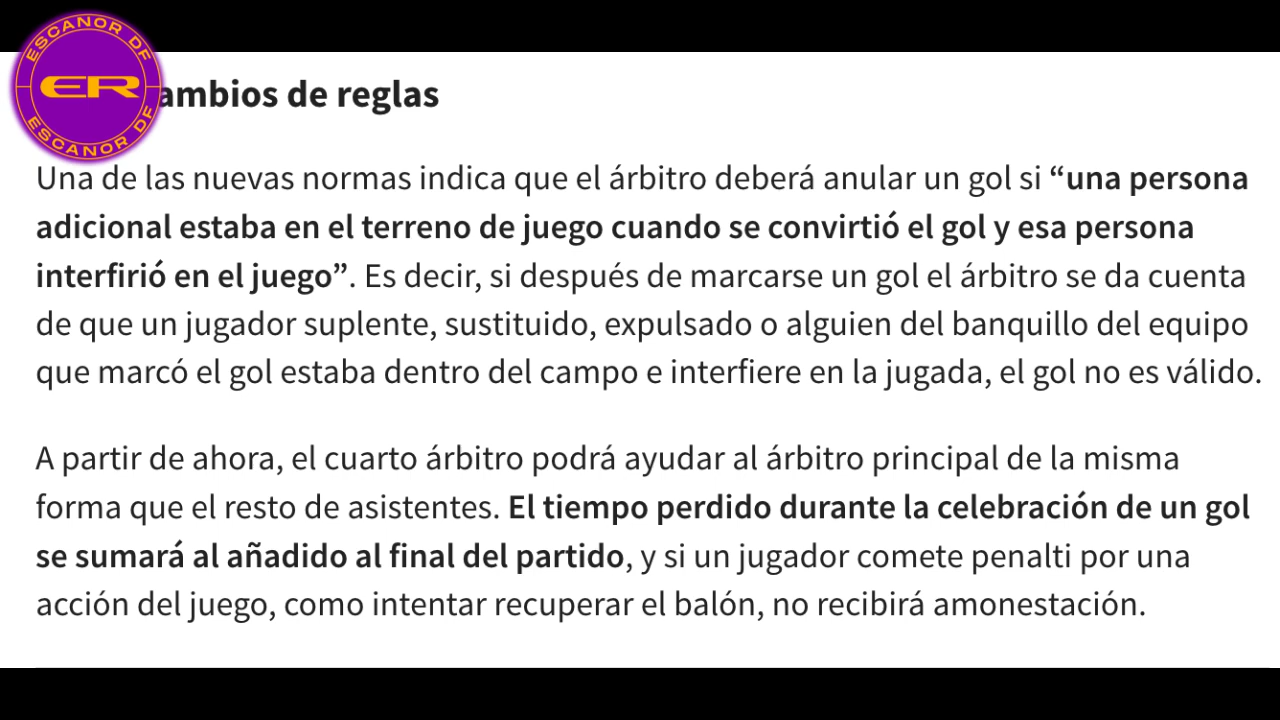 ESCANOR DF
ER
ESCANOR DF
ambios de reglas
Una de las nuevas normas indica que el árbitro deberá anular un gol si “una persona
adicional estaba en el terreno de juego cuando se convirtió el gol y esa persona
interfirió en el juego”. Es decir, si después de marcarse un gol el árbitro se da cuenta
de que un jugador suplente, sustituido, expulsado o alguien del banquillo del equipo
que marcó el gol estaba dentro del campo e interfiere en la jugada, el gol no es válido.
A partir de ahora, el cuarto árbitro podrá ayudar al árbitro principal de la misma
forma que el resto de asistentes. El tiempo perdido durante la celebración de un gol
se sumará al añadido al final del partido, y si un jugador comete penalti por una
acción del juego, como intentar recuperar el balón, no recibirá amonestación.